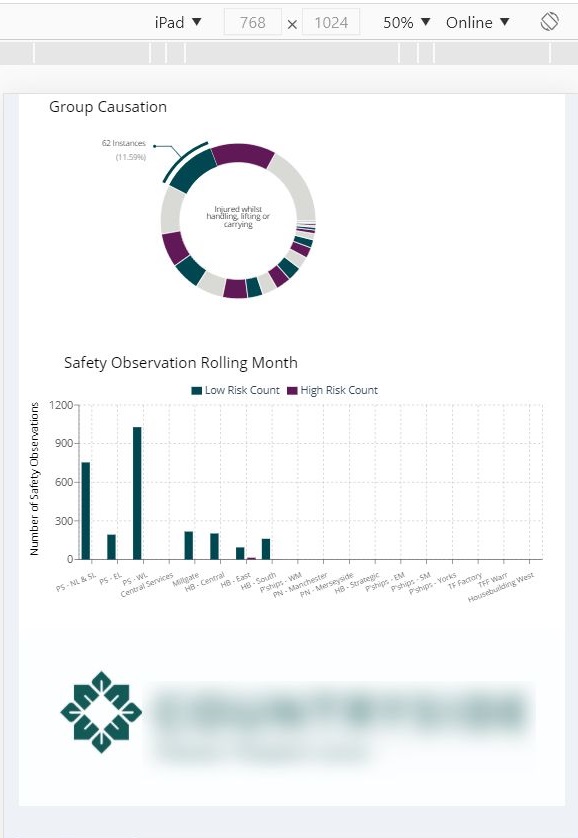 iPad ▼ 768 × 1024 50% ▼ Online ▼
Group Causation
62 Instances
(11.59%)
Injured whilst
handling, lifting or
carrying
Safety Observation Rolling Month
Low Risk Count High Risk Count
Number of Safety Observations
1200
900
600
300
0
PS - NL & SL
PS - EL
PS - WL
Central Services
Millgate
HB - Central
HB - East
HB - South
P'ships - WM
PN - Manchester
PN - Merseyside
HB - Strategic
P'ships - EM
P'ships - SM
P'ships - Yorks
TF Factory
TFF Warr
Housebuilding West